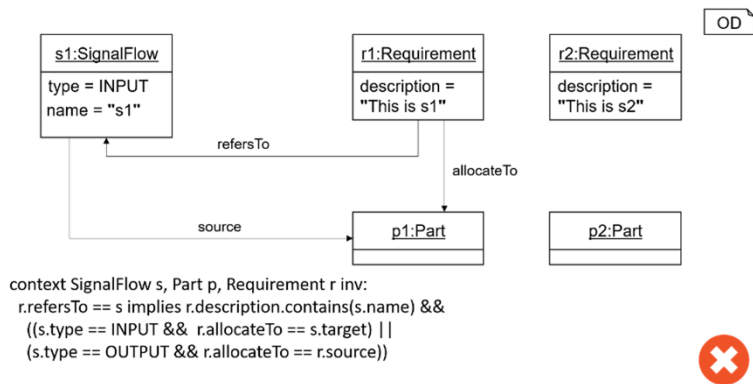 OD
s1:SignalFlow
type = INPUT
name = "s1"
r1:Requirement
description =
"This is s1"
r2:Requirement
description =
"This is s2"
refersTo
allocateTo
source
p1:Part
p2:Part
context SignalFlow s, Part p, Requirement r inv:
r.refersTo == s implies r.description.contains(s.name) &&
((s.type == INPUT && r.allocateTo == s.target) ||
(s.type == OUTPUT && r.allocateTo == r.source))